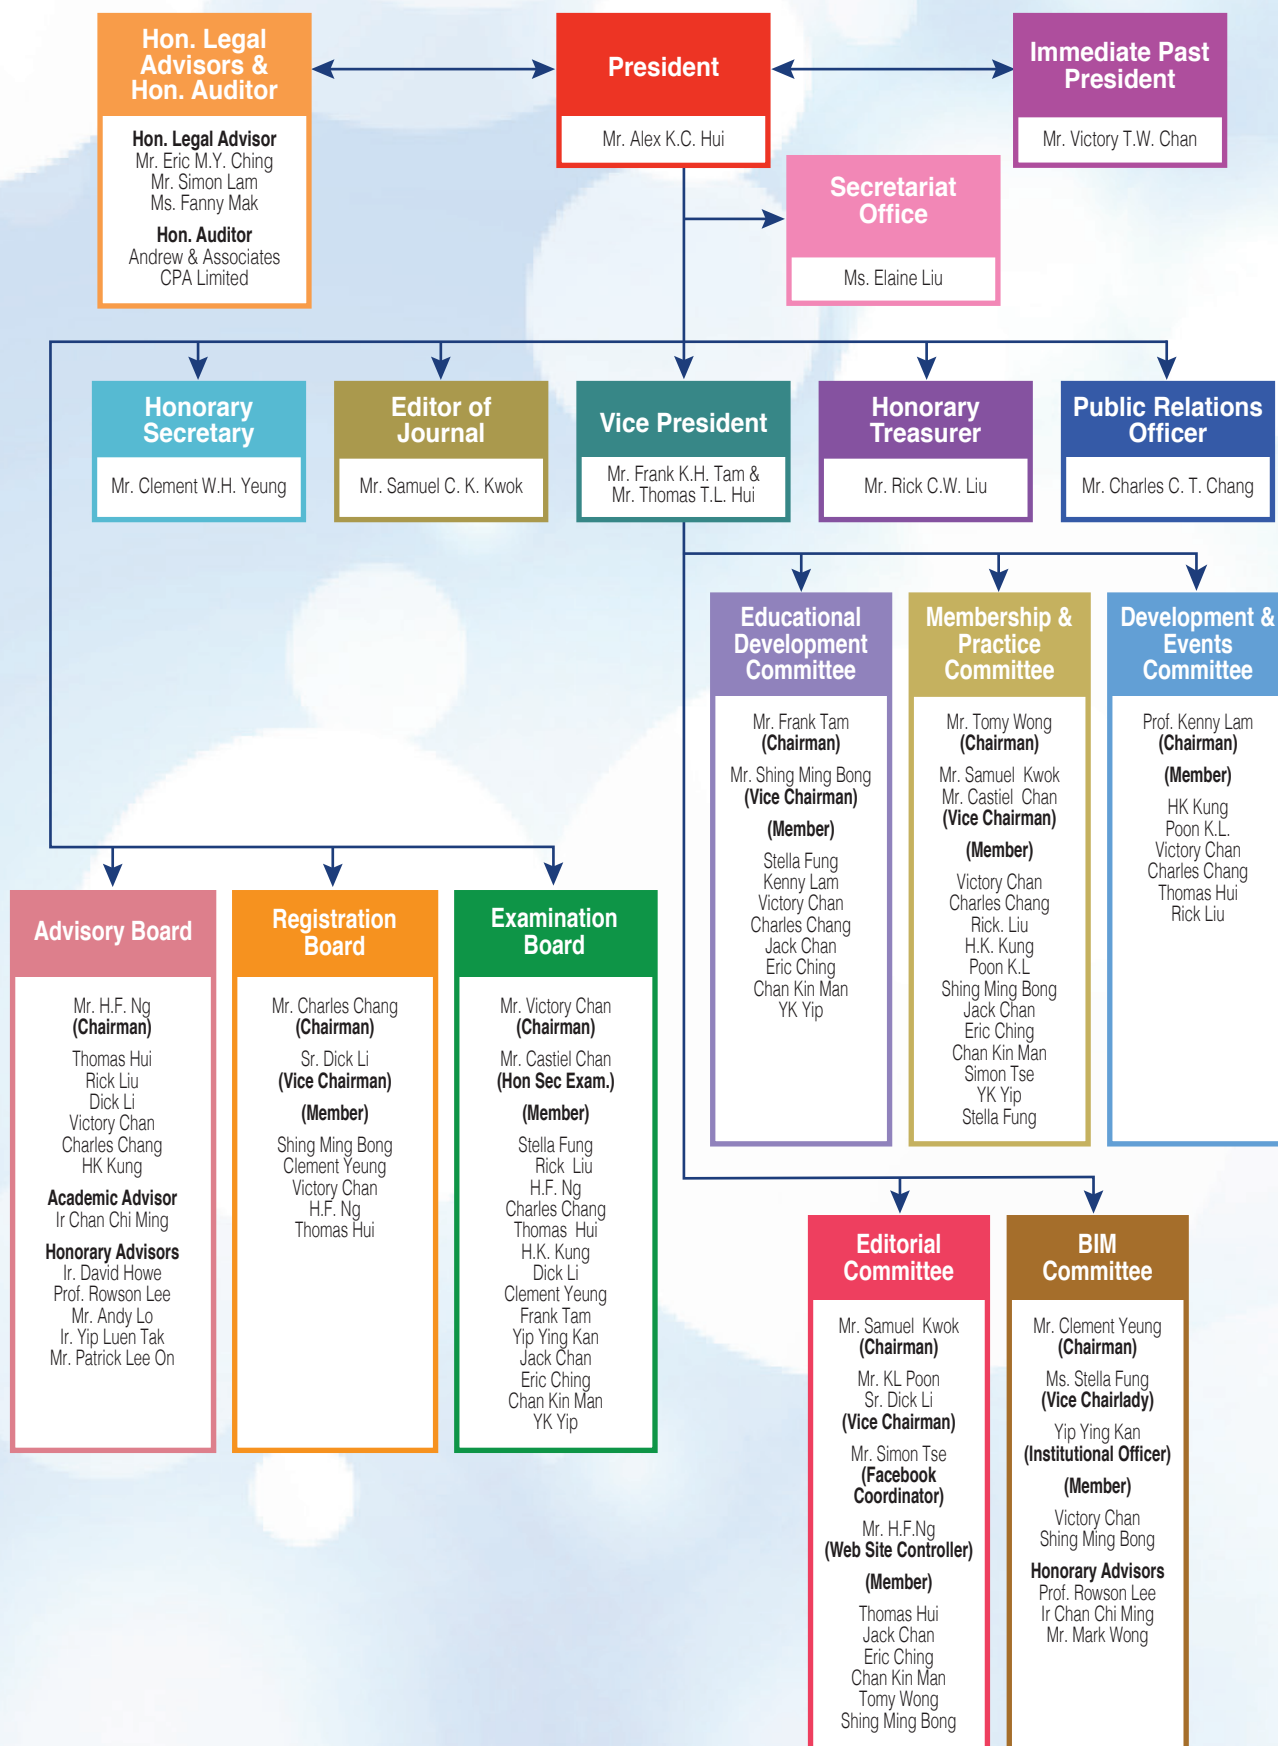 Hon. Legal
Advisors &
Hon. Auditor
Hon. Legal Advisor
Mr. Eric M.Y. Ching
Mr. Simon Lam
Ms. Fanny Mak
Hon. Auditor
Andrew & Associates
CPA Limited
President
Mr. Alex K.C. Hui
Immediate Past
President
Mr. Victory T.W. Chan
Secretariat
Office
Ms. Elaine Liu
Honorary
Secretary
Mr. Clement W.H. Yeung
Editor of
Journal
Mr. Samuel C. K. Kwok
Vice President
Mr. Frank K.H. Tam &
Mr. Thomas T.L. Hui
Honorary
Treasurer
Mr. Rick C.W. Liu
Public Relations
Officer
Mr. Charles C. T. Chang
Educational
Development
Committee
Mr. Frank Tam
(Chairman)
Mr. Shing Ming Bong
(Vice Chairman)
(Member)
Stella Fung
Kenny Lam
Victory Chan
Charles Chang
Jack Chan
Eric Ching
Chan Kin Man
YK Yip
Membership &
Practice
Committee
Mr. Tomy Wong
(Chairman)
Mr. Samuel Kwok
Mr. Castiel Chan
(Vice Chairman)
(Member)
Victory Chan
Charles Chang
Rick. Liu
H.K. Kung
Poon K.L
Shing Ming Bong
Jack Chan
Eric Ching
Chan Kin Man
Simon Tse
YK Yip
Stella Fung
Development &
Events
Committee
Prof. Kenny Lam
(Chairman)
(Member)
HK Kung
Poon K.L.
Victory Chan
Charles Chang
Thomas Hui
Rick Liu
Advisory Board
Mr. H.F. Ng
(Chairman)
Thomas Hui
Rick Liu
Dick Li
Victory Chan
Charles Chang
HK Kung
Academic Advisor
Ir Chan Chi Ming
Honorary Advisors
Ir. David Howe
Prof. Rowson Lee
Mr. Andy Lo
Ir. Yip Luen Tak
Mr. Patrick Lee On
Registration
Board
Mr. Charles Chang
(Chairman)
Sr. Dick Li
(Vice Chairman)
(Member)
Shing Ming Bong
Clement Yeung
Victory Chan
H.F. Ng
Thomas Hui
Examination
Board
Mr. Victory Chan
(Chairman)
Mr. Castiel Chan
(Hon Sec Exam.)
(Member)
Stella Fung
Rick Liu
H.F. Ng
Charles Chang
Thomas Hui
H.K. Kung
Dick Li
Clement Yeung
Frank Tam
Yip Ying Kan
Jack Chan
Eric Ching
Chan Kin Man
YK Yip
Editorial
Committee
Mr. Samuel Kwok
(Chairman)
Mr. KL Poon
Sr. Dick Li
(Vice Chairman)
Mr. Simon Tse
(Facebook
Coordinator)
Mr. H.F.Ng
(Web Site Controller)
(Member)
Thomas Hui
Jack Chan
Eric Ching
Chan Kin Man
Tomy Wong
Shing Ming Bong
BIM
Committee
Mr. Clement Yeung
(Chairman)
Ms. Stella Fung
(Vice Chairlady)
Yip Ying Kan
(Institutional Officer)
(Member)
Victory Chan
Shing Ming Bong
Honorary Advisors
Prof. Rowson Lee
Ir Chan Chi Ming
Mr. Mark Wong